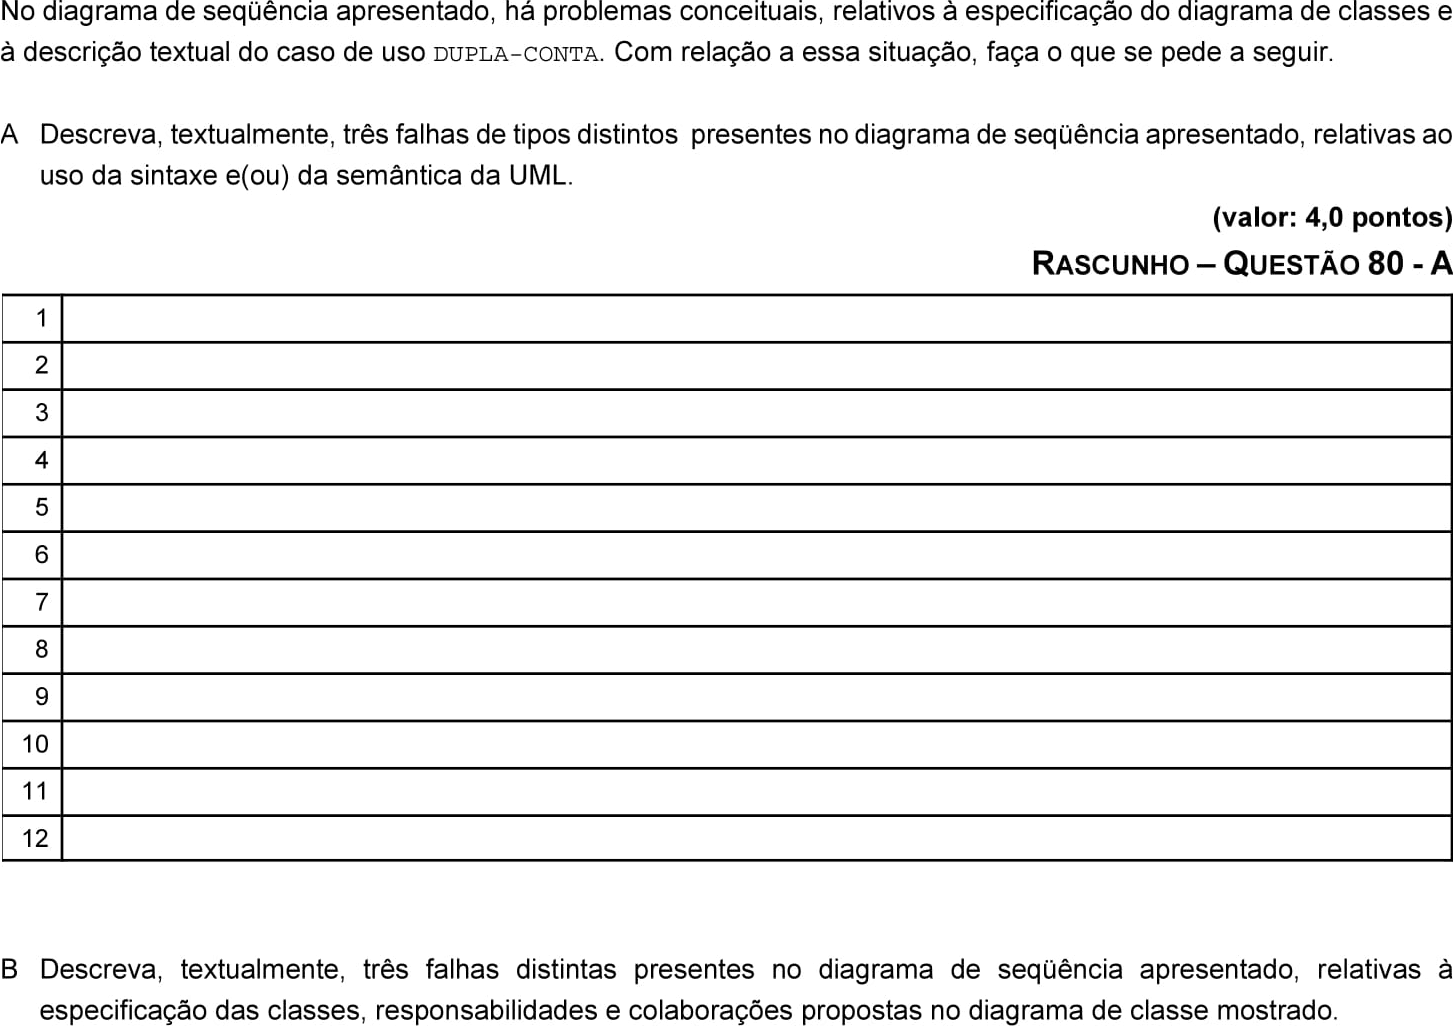 No diagrama de seqüência apresentado, há problemas conceituais, relativos à especificação do diagrama de classes e
à descrição textual do caso de uso DUPLA-CONTA. Com relação a essa situação, faça o que se pede a seguir.
A Descreva, textualmente, três falhas de tipos distintos presentes no diagrama de seqüência apresentado, relativas ao
uso da sintaxe e(ou) da semântica da UML.
(valor: 4,0 pontos)
RASCUNHO – QUESTÃO 80 - A
1
2
3
4
5
6
7
8
9
10
11
12
B Descreva, textualmente, três falhas distintas presentes no diagrama de seqüência apresentado, relativas à
especificação das classes, responsabilidades e colaborações propostas no diagrama de classe mostrado.